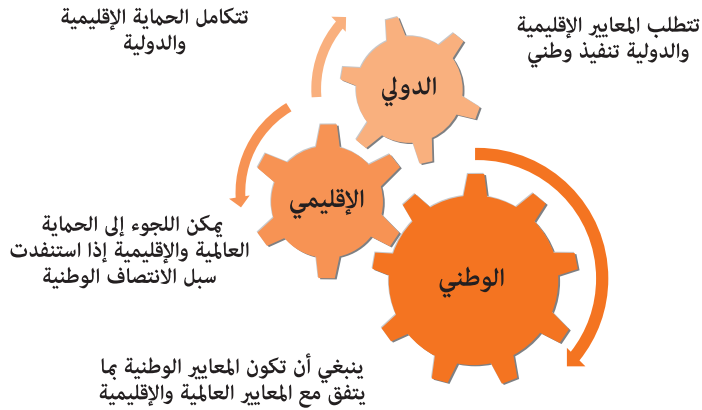 تتطلب المعايير الإقليمية
والدولية تنفيذ وطني
تتكامل الحماية الإقليمية
والدولية
الدولي
الإقليمي
الوطني
يمكن اللجوء إلى الحماية
العالمية والإقليمية إذا استنفدت
سبل الانتصاف الوطنية
ينبغي أن تكون المعايير الوطنية بما
يتفق مع المعايير العالمية والإقليمية